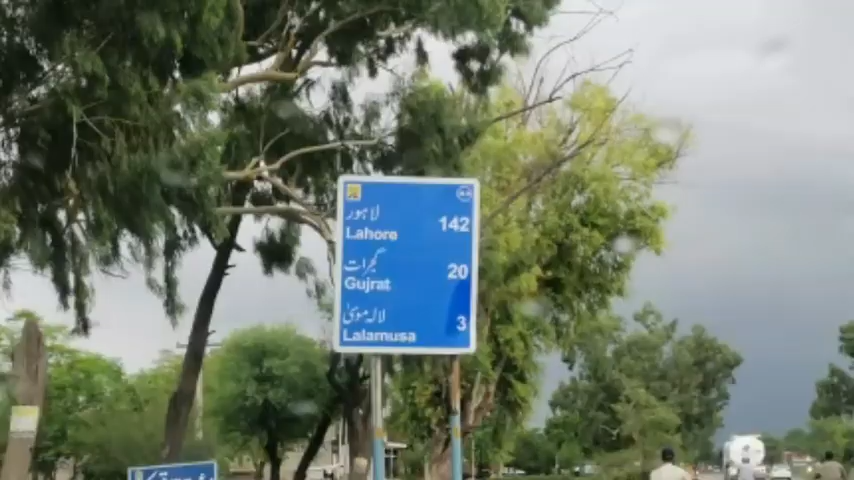 لاہور
Lahore 142
گجرات
Gujrat 20
لالہ موسیٰ
Lalamusa 3